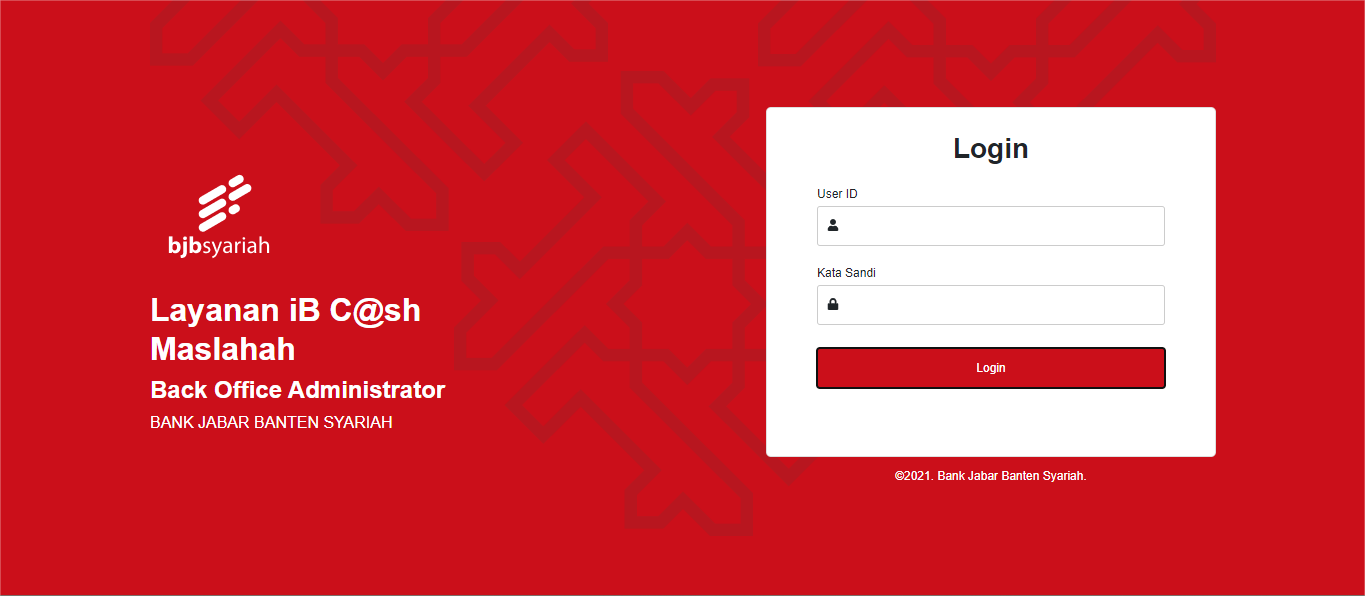 bjbsyariah
Layanan iB C@sh
Maslahah
Back Office Administrator
BANK JABAR BANTEN SYARIAH
Login
User ID
Kata Sandi
Login
©2021. Bank Jabar Banten Syariah.